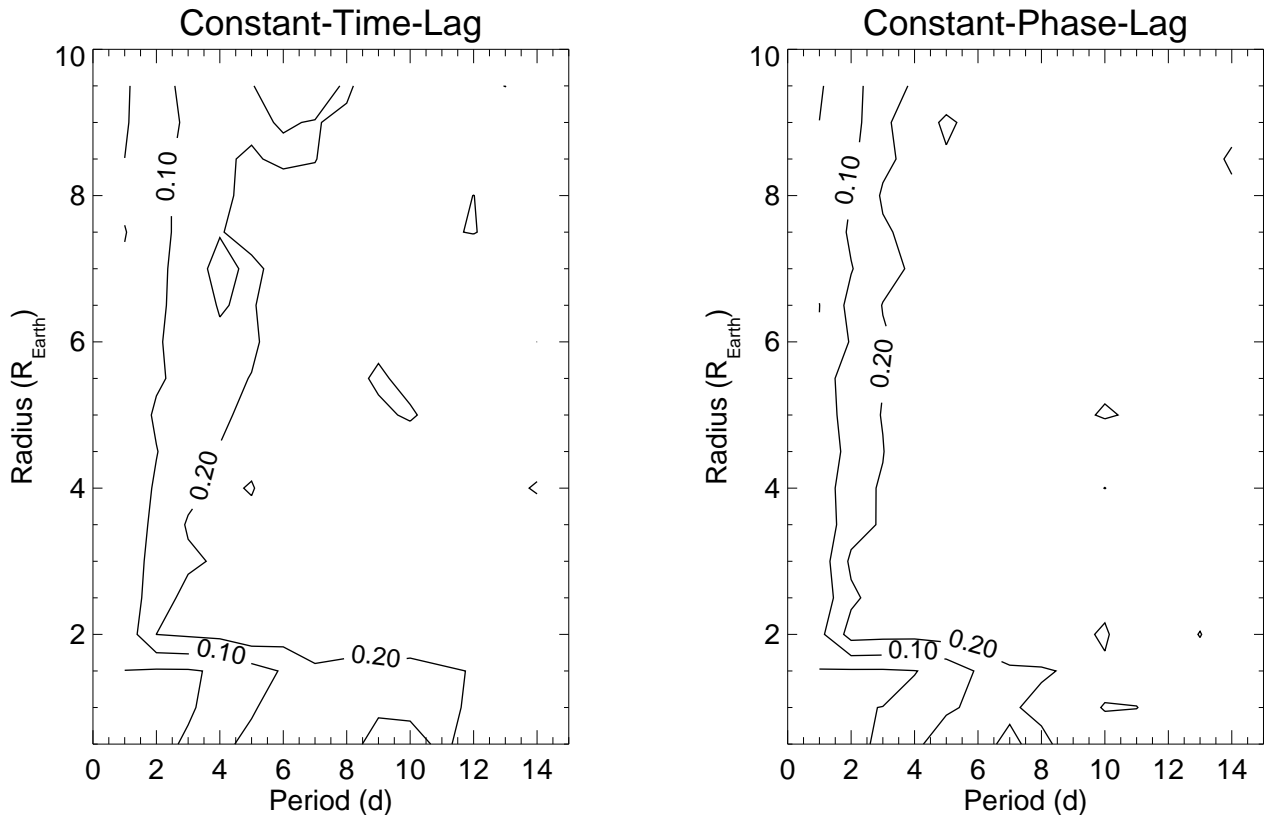 Constant-Time-Lag
Constant-Phase-Lag
10
8
6
4
2
0 2 4 6 8 10 12 14
Period (d)
Radius (R_Earth)
0.10
0.20
0.10
0.20
10
8
6
4
2
0 2 4 6 8 10 12 14
Period (d)
Radius (R_Earth)
0.10
0.20
0.20
0.10